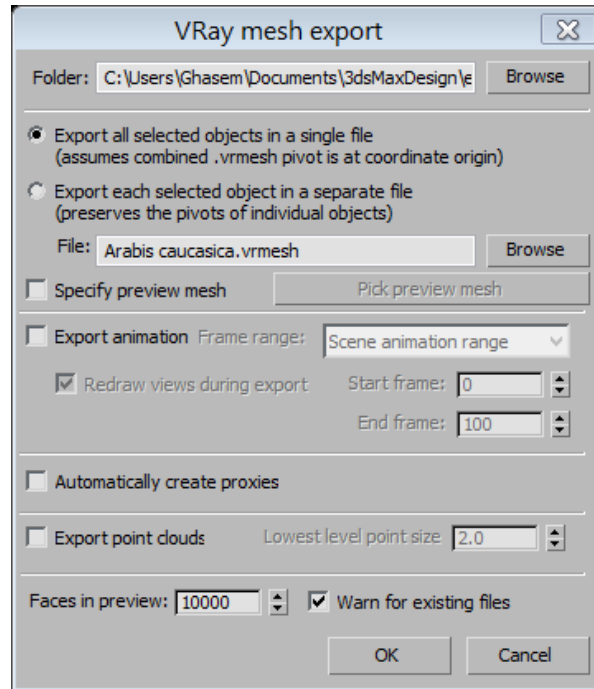 VRay mesh export
Folder: C:\Users\Ghasem\Documents\3dsMaxDesign\e Browse
Export all selected objects in a single file
(assumes combined .vrmesh pivot is at coordinate origin)
Export each selected object in a separate file
(preserves the pivots of individual objects)
File: Arabis caucasica.vrmesh Browse
Specify preview mesh Pick preview mesh
Export animation Frame range: Scene animation range
Redraw views during export Start frame: 0
End frame: 100
Automatically create proxies
Export point clouds Lowest level point size 2.0
Faces in preview: 10000 Warn for existing files
OK Cancel